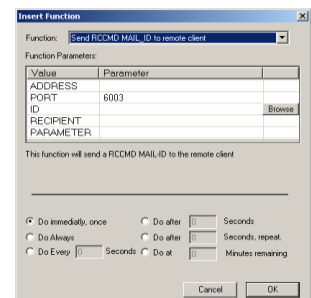 Insert Function
Function: Send RCCMD MAIL_ID to remote client
Function Parameters:
Value Parameter
ADDRESS
PORT 6003
ID Browse
RECIPIENT
PARAMETER
This function will send a RCCMD MAIL-ID to the remote client
Do immediatly, once Do after 0 Seconds
Do Always Do after 0 Seconds, repeat.
Do Every 0 Seconds Do at 0 Minutes remaining
Cancel OK